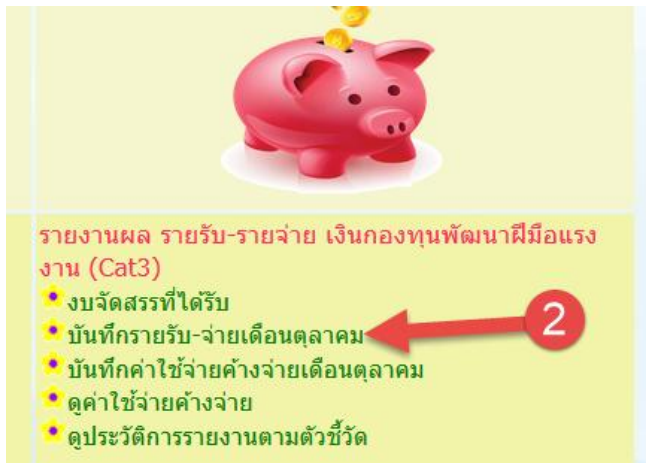 รายงานผล รายรับ-รายจ่าย เงินกองทุนพัฒนาฝีมือแรง
งาน (Cat3)
งบจัดสรรที่ได้รับ
บันทึกรายรับ-จ่ายเดือนตุลาคม
2
บันทึกค่าใช้จ่ายค้างจ่ายเดือนตุลาคม
ดูค่าใช้จ่ายค้างจ่าย
ดูประวัติการรายงานตามตัวชี้วัด